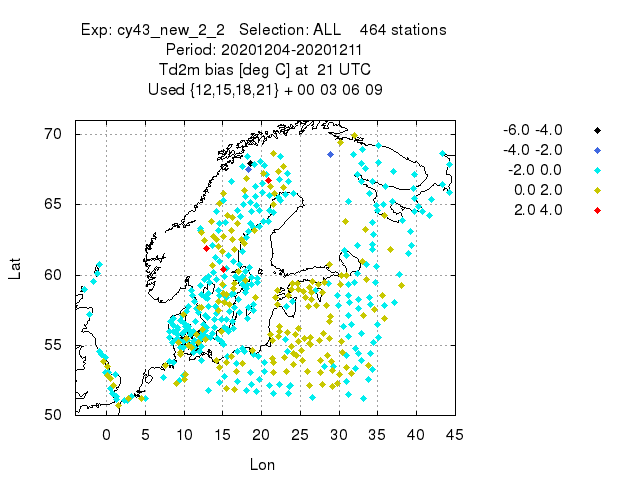 Exp: cy43_new_2_2   Selection: ALL    464 stations
Period: 20201204-20201211
Td2m bias [deg C] at  21 UTC
Used {12,15,18,21} + 00 03 06 09
70
65
60
55
50
Lat
0 5 10 15 20 25 30 35 40 45
Lon
-6.0 -4.0
-4.0 -2.0
-2.0 0.0
0.0 2.0
2.0 4.0